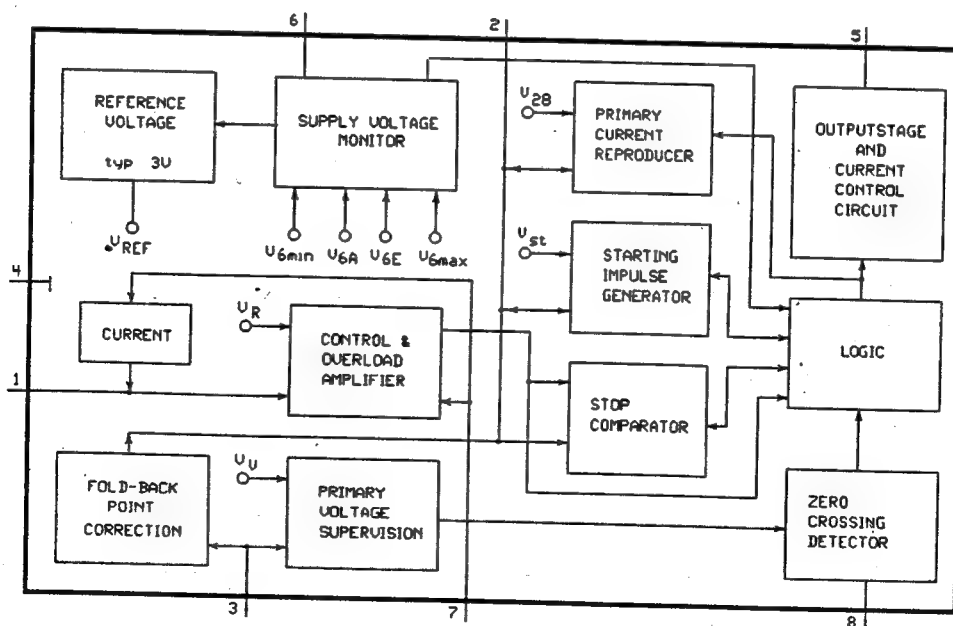 6
2
5
REFERENCE
VOLTAGE
typ 3V
SUPPLY VOLTAGE
MONITOR
V28
PRIMARY
CURRENT
REPRODUCER
OUTPUTSTAGE
AND
CURRENT
CONTROL
CIRCUIT
VREF
V6min
V6A
V6E
V6max
Vst
STARTING
IMPULSE
GENERATOR
4
CURRENT
VR
CONTROL &
OVERLOAD
AMPLIFIER
LOGIC
1
STOP
COMPARATOR
FOLD-BACK
POINT
CORRECTION
VV
PRIMARY
VOLTAGE
SUPERVISION
ZERO
CROSSING
DETECTOR
3
7
8